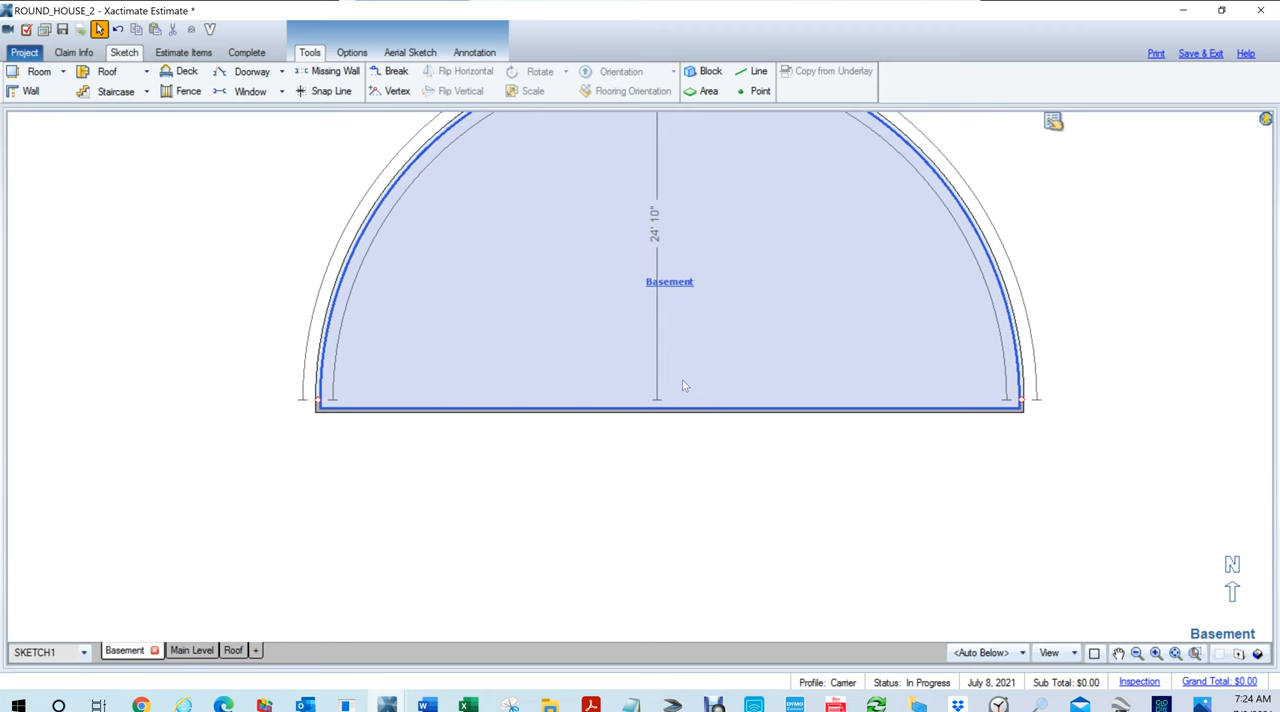 ROUND_HOUSE_2 - Xactimate Estimate *
Project Claim Info Sketch Estimate Items Complete Tools Options Aerial Sketch Annotation Print Save & Exit Help
Room Roof Deck Doorway Missing Wall Break Flip Horizontal Rotate Orientation Block Line Copy from Underlay
Wall Staircase Fence Window Snap Line Vertex Flip Vertical Scale Flooring Orientation Area Point
24' 10"
Basement
N
Basement
SKETCH1 Basement Main Level Roof + <Auto Below> View
Profile: Carrier Status: In Progress July 8, 2021 Sub Total: $0.00 Inspection Grand Total: $0.00
7:24 AM